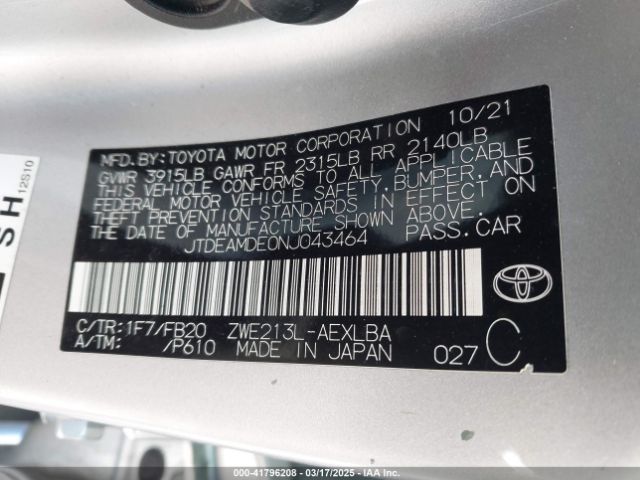 MFD.BY:TOYOTA MOTOR CORPORATION 10/21
GVWR 3915LB GAWR FR 2315LB RR 2140LB
THIS VEHICLE CONFORMS TO ALL APPLICABLE
FEDERAL MOTOR VEHICLE SAFETY,BUMPER,AND
THEFT PREVENTION STANDARDS IN EFFECT ON
THE DATE OF MANUFACTURE SHOWN ABOVE.
JTDEAMDE0NJ043464 PASS.CAR
C/TR:1F7/FB20 ZWE213L-AEXLBA
A/TM: /P610 MADE IN JAPAN 027 C
SH
12S10
000-41796208 - 03/17/2025 - IAA Inc.